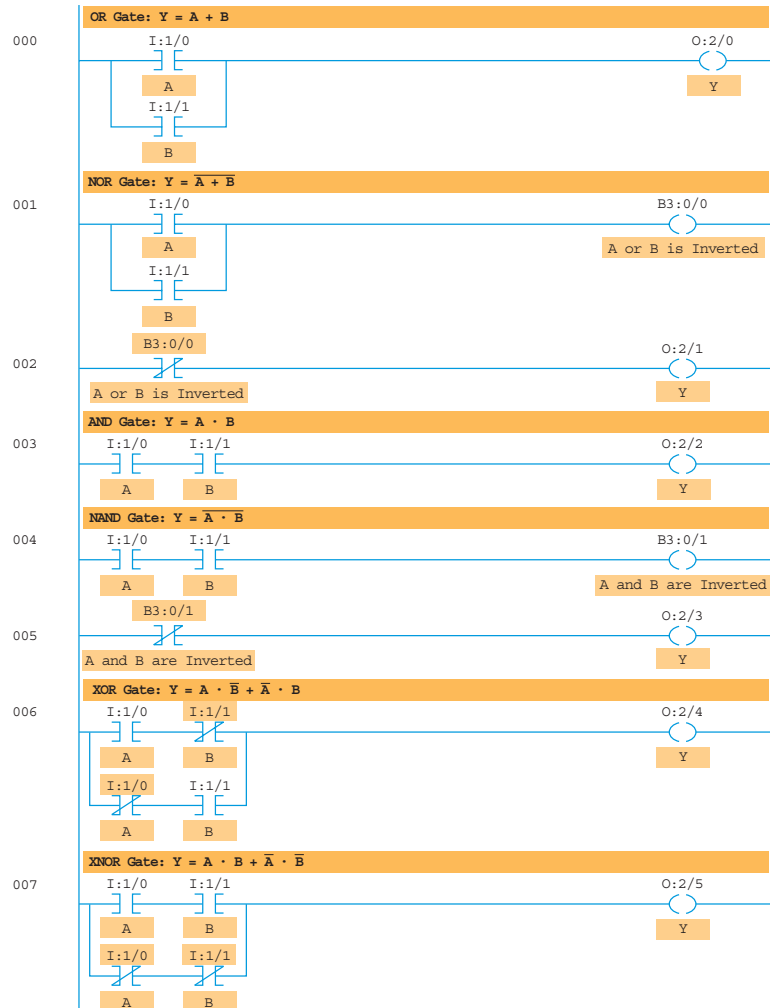 OR Gate: Y = A + B
000
I:1/0 O:2/0
A Y
I:1/1
B
NOR Gate: Y = A̅ ̅+̅ ̅B̅
001
I:1/0 B3:0/0
A A or B is Inverted
I:1/1
B
B3:0/0
002
O:2/1
A or B is Inverted Y
AND Gate: Y = A · B
003
I:1/0 I:1/1 O:2/2
A B Y
NAND Gate: Y = A̅ ̅·̅ ̅B̅
004
I:1/0 I:1/1 B3:0/1
A B A and B are Inverted
B3:0/1
005
O:2/3
A and B are Inverted Y
XOR Gate: Y = A · B̅ + A̅ · B
006
I:1/0 I:1/1 O:2/4
A B Y
I:1/0 I:1/1
A B
XNOR Gate: Y = A · B + A̅ · B̅
007
I:1/0 I:1/1 O:2/5
A B Y
I:1/0 I:1/1
A B